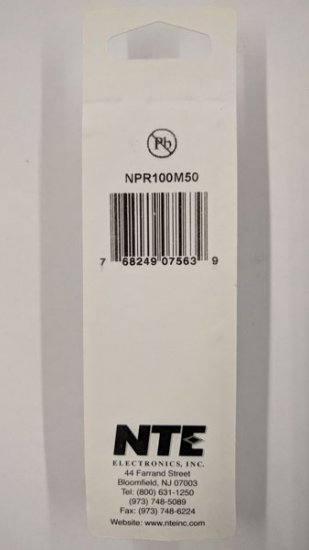 Pb
NPR100M50
7 68249 07563 9
NTE
ELECTRONICS, INC.
44 Farrand Street
Bloomfield, NJ 07003
Tel: (800) 631-1250
(973) 748-5089
Fax: (973) 748-6224
Website: www.nteinc.com